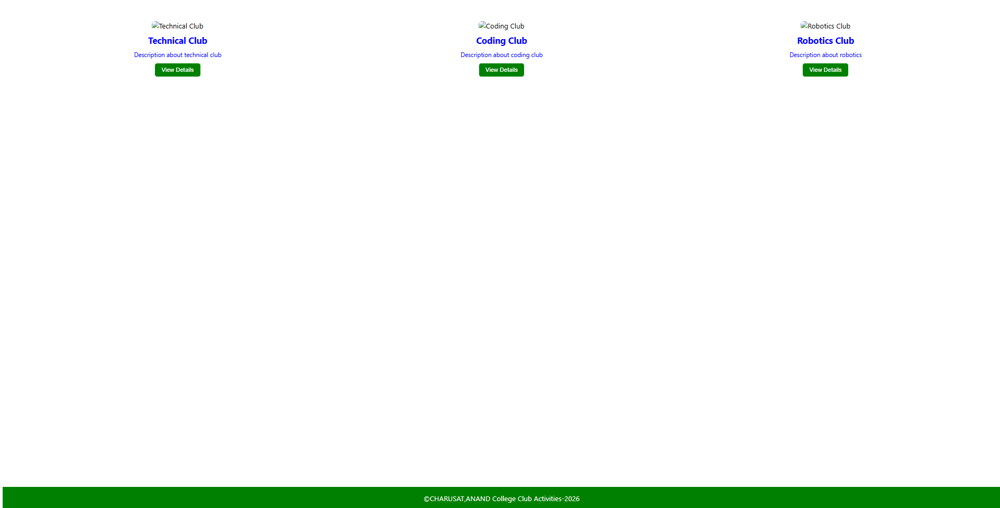 Technical Club
Coding Club
Robotics Club
Technical Club
Coding Club
Robotics Club
Description about technical club
Description about coding club
Description about robotics
View Details
View Details
View Details
©CHARUSAT,ANAND College Club Activities-2026